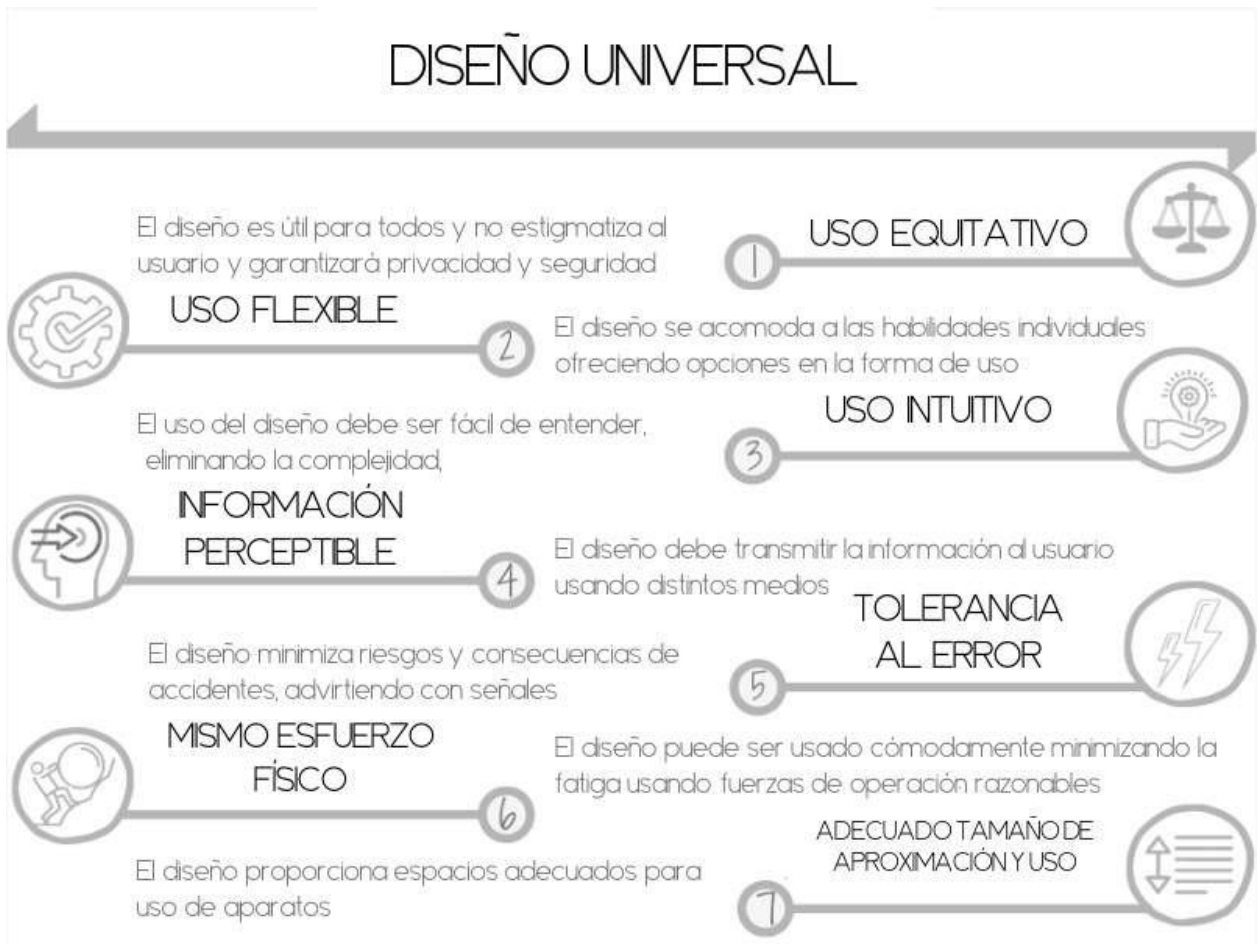 DISEÑO UNIVERSAL
El diseño es útil para todos y no estigmatiza al
usuario y garantizará privacidad y seguridad
1
USO EQUITATIVO
USO FLEXIBLE
2
El diseño se acomoda a las habilidades individuales
ofreciendo opciones en la forma de uso
El uso del diseño debe ser fácil de entender,
eliminando la complejidad,
3
USO INTUITIVO
INFORMACIÓN
PERCEPTIBLE
4
El diseño debe transmitir la información al usuario
usando distintos medios
El diseño minimiza riesgos y consecuencias de
accidentes, advirtiendo con señales
5
TOLERANCIA
AL ERROR
MISMO ESFUERZO
FÍSICO
6
El diseño puede ser usado cómodamente minimizando la
fatiga usando fuerzas de operación razonables
El diseño proporciona espacios adecuados para
uso de aparatos
7
ADECUADO TAMAÑO DE
APROXIMACIÓN Y USO